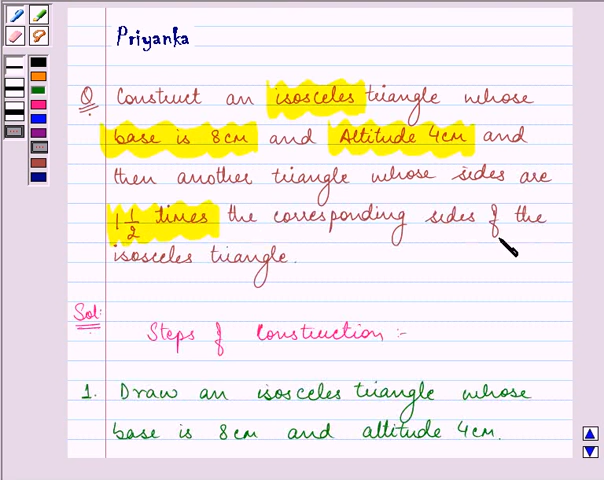 Priyanka
Q Construct an isosceles triangle whose
base is 8cm and Altitude 4cm and
then another triangle whose sides are
1 1/2 times the corresponding sides of the
isosceles triangle.
Sol:
Steps of Construction :-
1. Draw an isosceles triangle whose
base is 8cm and altitude 4cm.